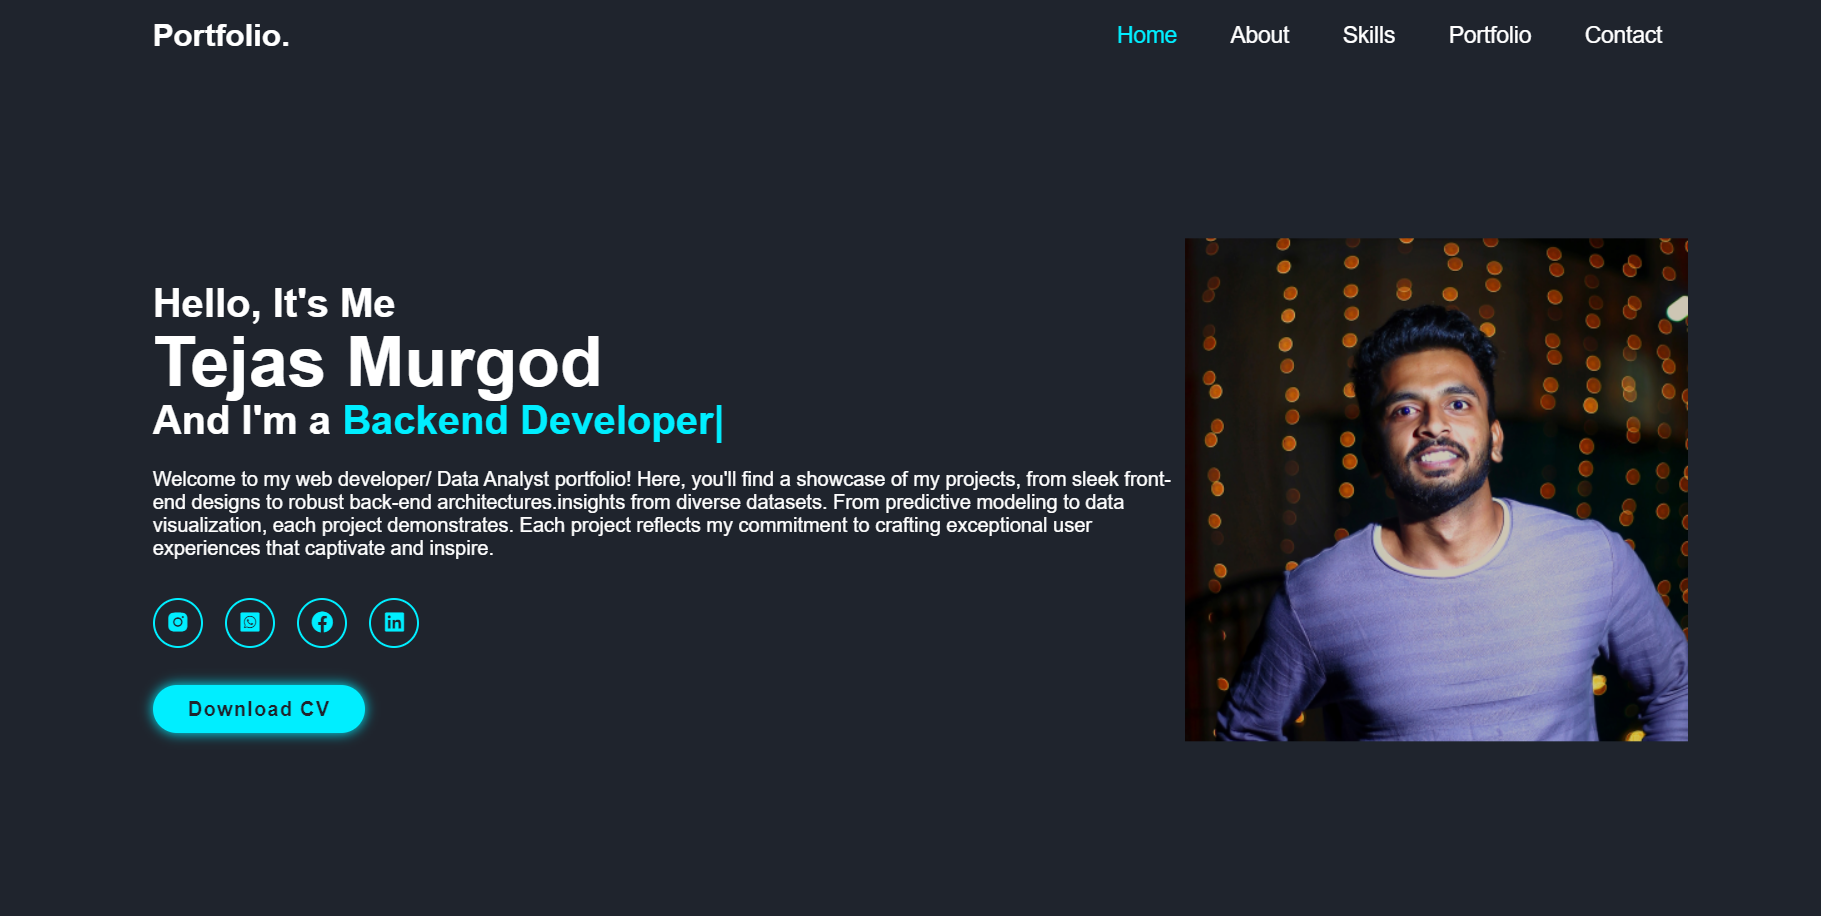 Portfolio.
Home About Skills Portfolio Contact
Hello, It's Me
Tejas Murgod
And I'm a Backend Developer|
Welcome to my web developer/ Data Analyst portfolio! Here, you'll find a showcase of my projects, from sleek front-
end designs to robust back-end architectures.insights from diverse datasets. From predictive modeling to data
visualization, each project demonstrates. Each project reflects my commitment to crafting exceptional user
experiences that captivate and inspire.
in
Download CV